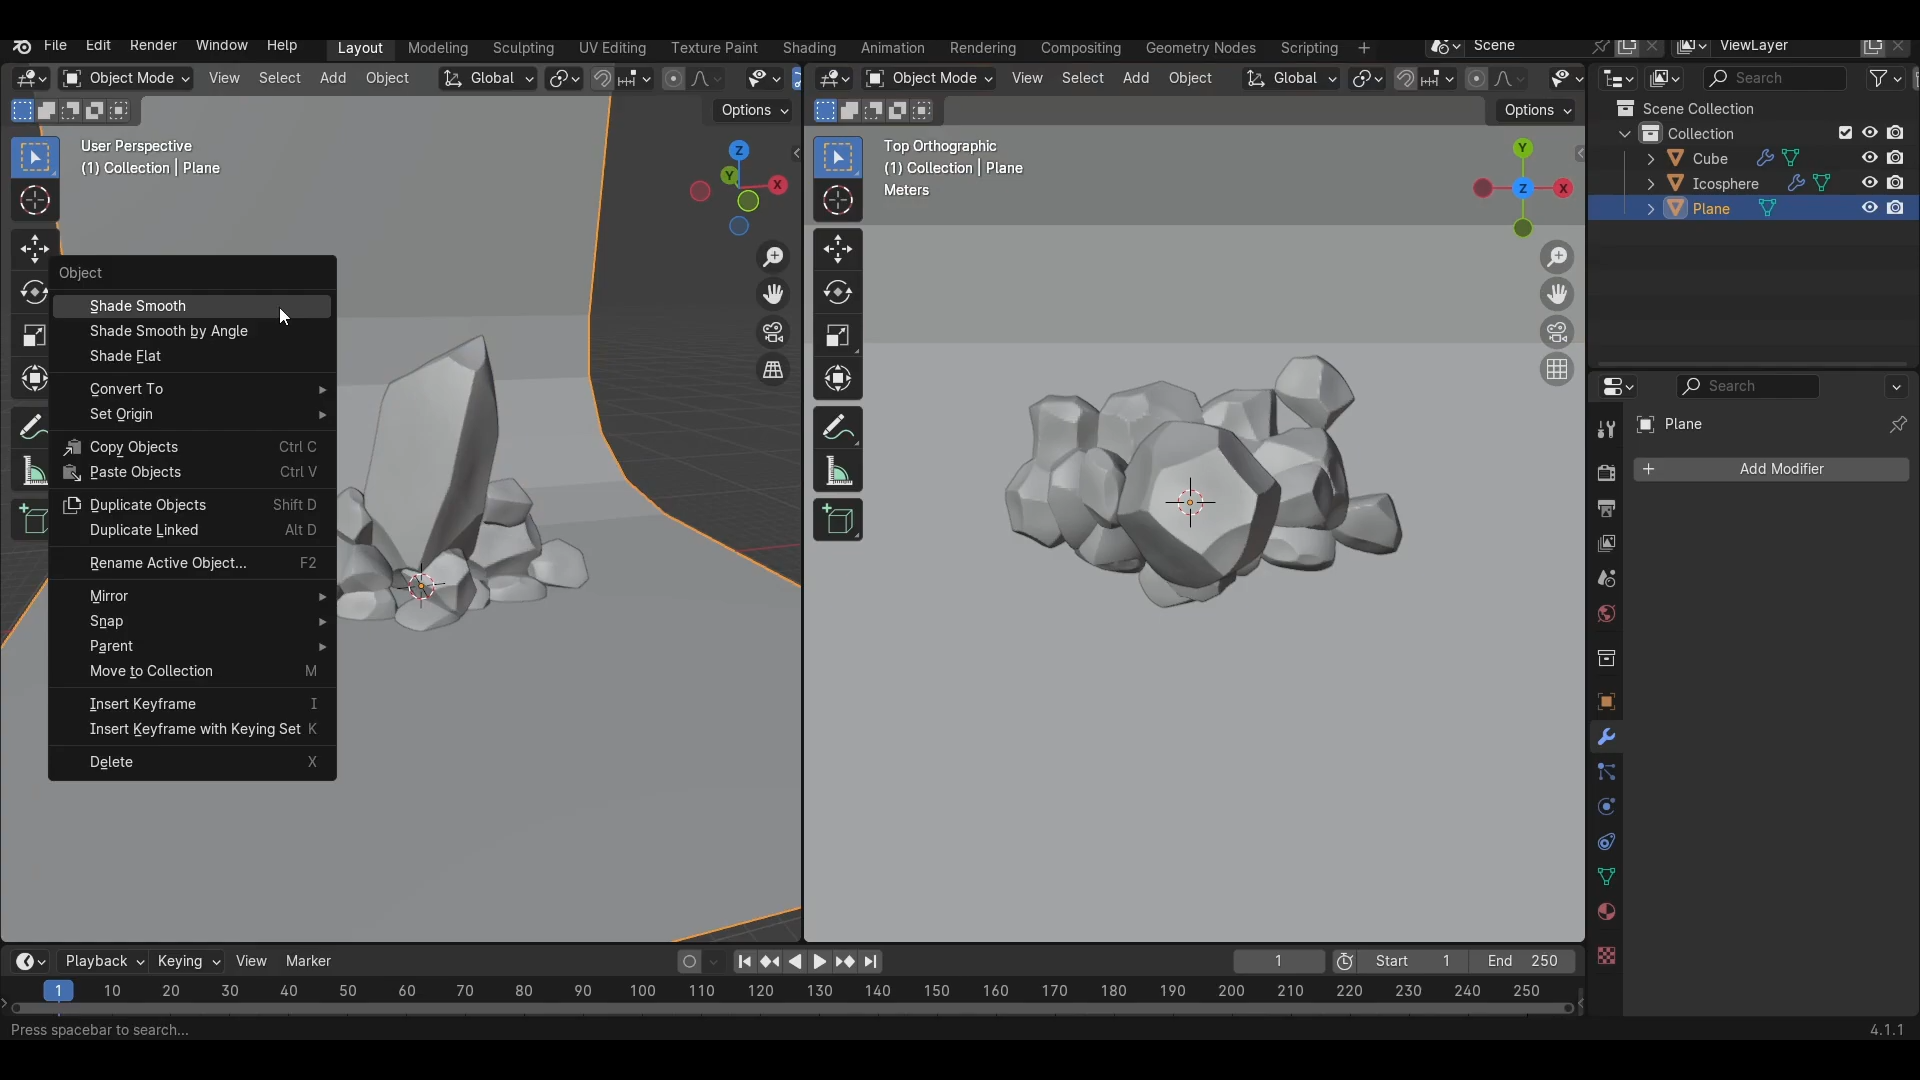 File Edit Render Window Help Layout Modeling Sculpting UV Editing Texture Paint Shading Animation Rendering Compositing Geometry Nodes Scripting + Scene ViewLayer
Object Mode View Select Add Object Global Object Mode View Select Add Object Global Search
Options Options
Scene Collection
Collection
Cube
Icosphere
Plane
User Perspective
(1) Collection | Plane
Z
Y
X
Top Orthographic
(1) Collection | Plane
Meters
Y
Z
X
Object
Shade Smooth
Shade Smooth by Angle
Shade Flat
Convert To
Set Origin
Copy Objects Ctrl C
Paste Objects Ctrl V
Duplicate Objects Shift D
Duplicate Linked Alt D
Rename Active Object... F2
Mirror
Snap
Parent
Move to Collection M
Insert Keyframe I
Insert Keyframe with Keying Set K
Delete X
Search
Plane
+ Add Modifier
Playback Keying View Marker 1 Start 1 End 250
1 10 20 30 40 50 60 70 80 90 100 110 120 130 140 150 160 170 180 190 200 210 220 230 240 250
Press spacebar to search... 4.1.1